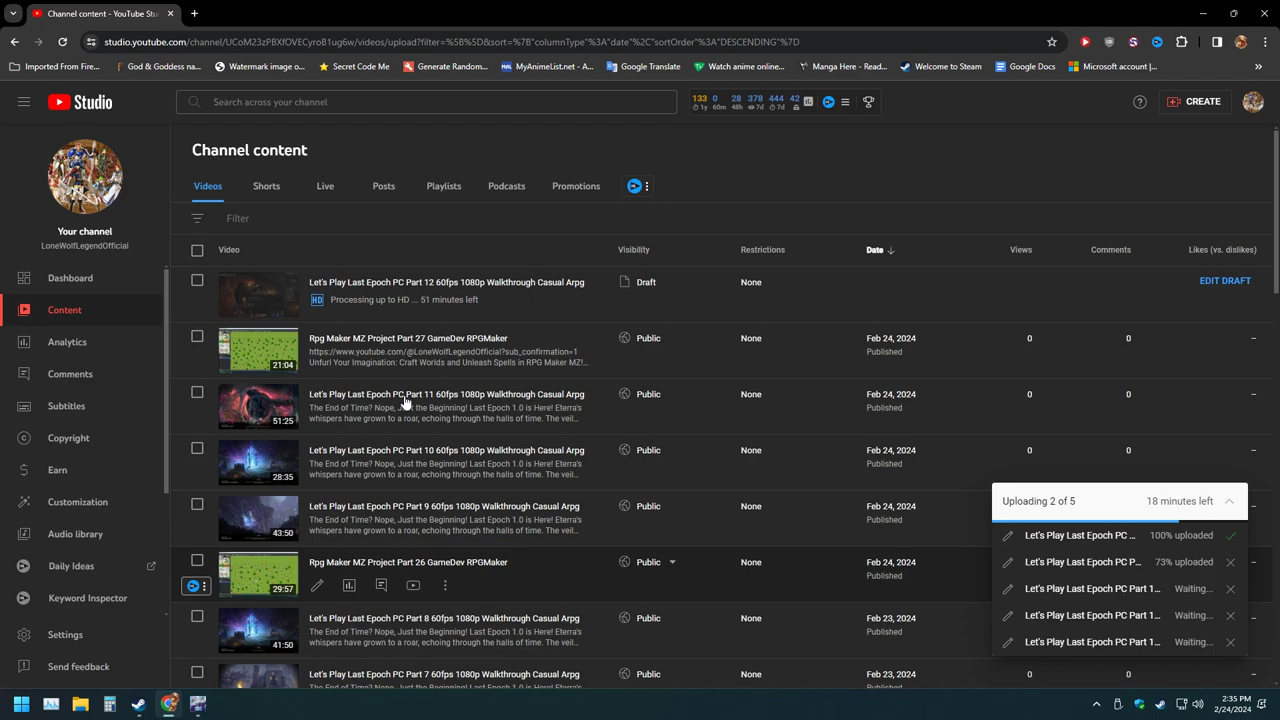 Channel content - YouTube Stu
studio.youtube.com/channel/UCoM23zPBXfOVECyroB1ug6w/videos/upload?filter=%5B%5D&sort=%7B"columnType"%3A"date"%2C"sortOrder"%3A"DESCENDING"%7D
Imported From Fire...
God & Goddess na...
Watermark image o...
Secret Code Me
Generate Random...
MyAnimeList.net - A...
Google Translate
Watch anime online...
Manga Here - Read...
Welcome to Steam
Google Docs
Microsoft account |...
Studio
Search across your channel
133 0 28 378 444 42
1y 60m 48h 7d 7d
CREATE
Your channel
LoneWolfLegendOfficial
Dashboard
Content
Analytics
Comments
Subtitles
Copyright
Earn
Customization
Audio library
Daily Ideas
Keyword Inspector
Settings
Send feedback
Channel content
Videos Shorts Live Posts Playlists Podcasts Promotions
Filter
Video Visibility Restrictions Date Views Comments Likes (vs. dislikes)
Let's Play Last Epoch PC Part 12 60fps 1080p Walkthrough Casual Arpg Draft None EDIT DRAFT
HD Processing up to HD ... 51 minutes left
Rpg Maker MZ Project Part 27 GameDev RPGMaker Public None Feb 24, 2024 0 0 –
https://www.youtube.com/@LoneWolfLegendOfficial?sub_confirmation=1 Published
21:04 Unfurl Your Imagination: Craft Worlds and Unleash Spells in RPG Maker MZ!...
Let's Play Last Epoch PC Part 11 60fps 1080p Walkthrough Casual Arpg Public None Feb 24, 2024 0 0 –
The End of Time? Nope, Just the Beginning! Last Epoch 1.0 is Here! Eterra's Published
51:25 whispers have grown to a roar, echoing through the halls of time. The veil...
Let's Play Last Epoch PC Part 10 60fps 1080p Walkthrough Casual Arpg Public None Feb 24, 2024 0 0 –
The End of Time? Nope, Just the Beginning! Last Epoch 1.0 is Here! Eterra's Published
28:35 whispers have grown to a roar, echoing through the halls of time. The veil...
Let's Play Last Epoch PC Part 9 60fps 1080p Walkthrough Casual Arpg Public None Feb 24, 2024
The End of Time? Nope, Just the Beginning! Last Epoch 1.0 is Here! Eterra's Published
43:50 whispers have grown to a roar, echoing through the halls of time. The veil...
Rpg Maker MZ Project Part 26 GameDev RPGMaker Public None Feb 24, 2024
Published
29:57
Let's Play Last Epoch PC Part 8 60fps 1080p Walkthrough Casual Arpg Public None Feb 23, 2024
The End of Time? Nope, Just the Beginning! Last Epoch 1.0 is Here! Eterra's Published
41:50 whispers have grown to a roar, echoing through the halls of time. The veil...
Let's Play Last Epoch PC Part 7 60fps 1080p Walkthrough Casual Arpg Public None Feb 23, 2024 0 0 –
The End of Time? Nope, Just the Beginning! Last Epoch 1.0 is Here! Eterra's Published
Uploading 2 of 5 18 minutes left
Let's Play Last Epoch PC ... 100% uploaded
Let's Play Last Epoch PC P... 73% uploaded
Let's Play Last Epoch PC Part 1... Waiting...
Let's Play Last Epoch PC Part 1... Waiting...
Let's Play Last Epoch PC Part 1... Waiting...
2:35 PM
2/24/2024